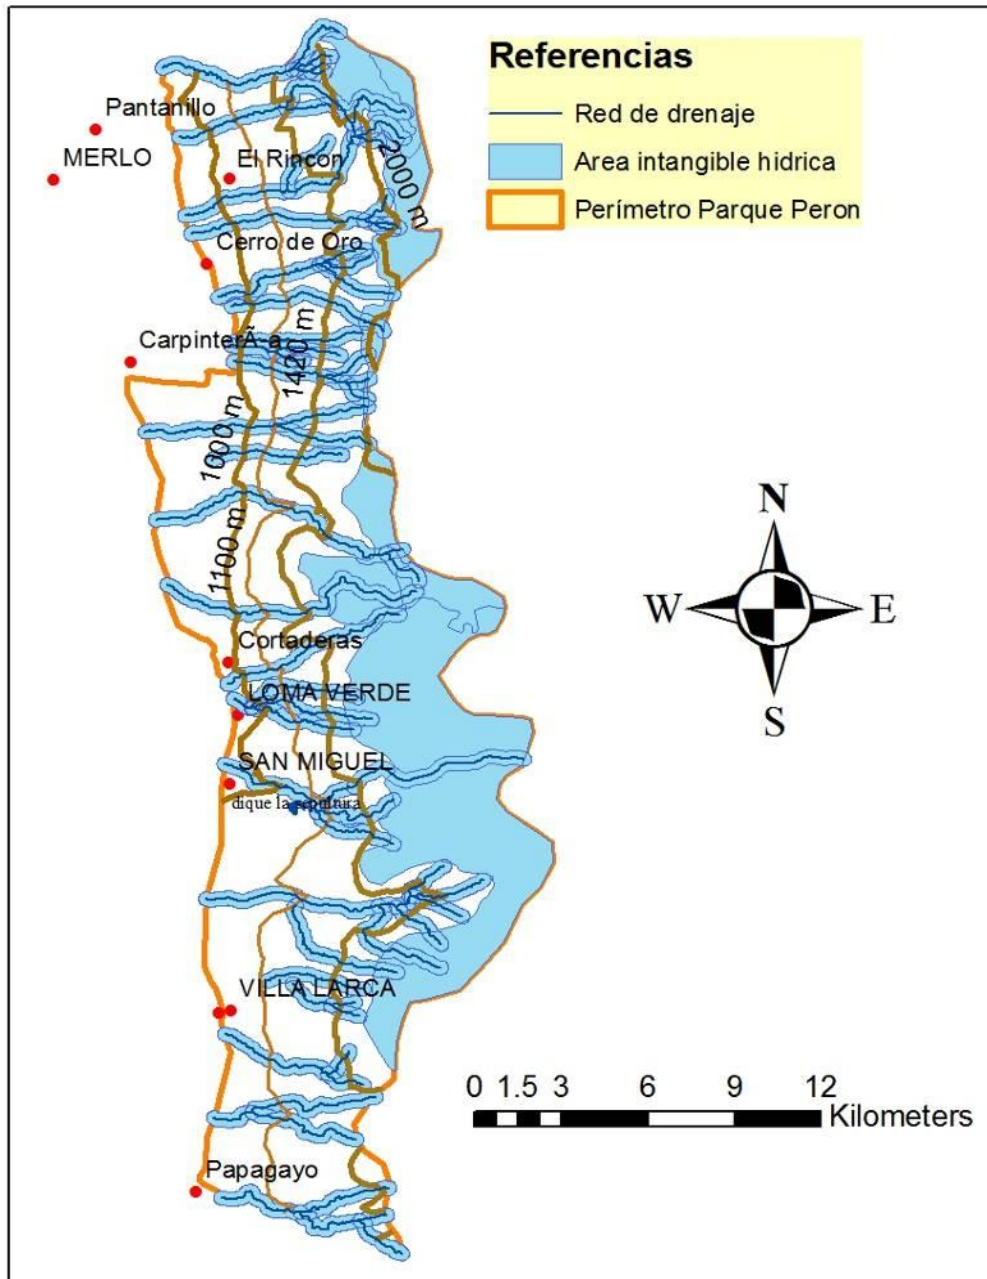 Referencias
Red de drenaje
Area intangible hídrica
Perímetro Parque Peron
Pantanillo
MERLO
El Rincon
2000 m
Cerro de Oro
CarpinterÃ-a
1420 m
1000 m
1100 m
N
W
E
S
Cortaderas
LOMA VERDE
SAN MIGUEL
dique la sepultura
VILLA LARCA
0 1.5 3 6 9 12
Kilometers
Papagayo